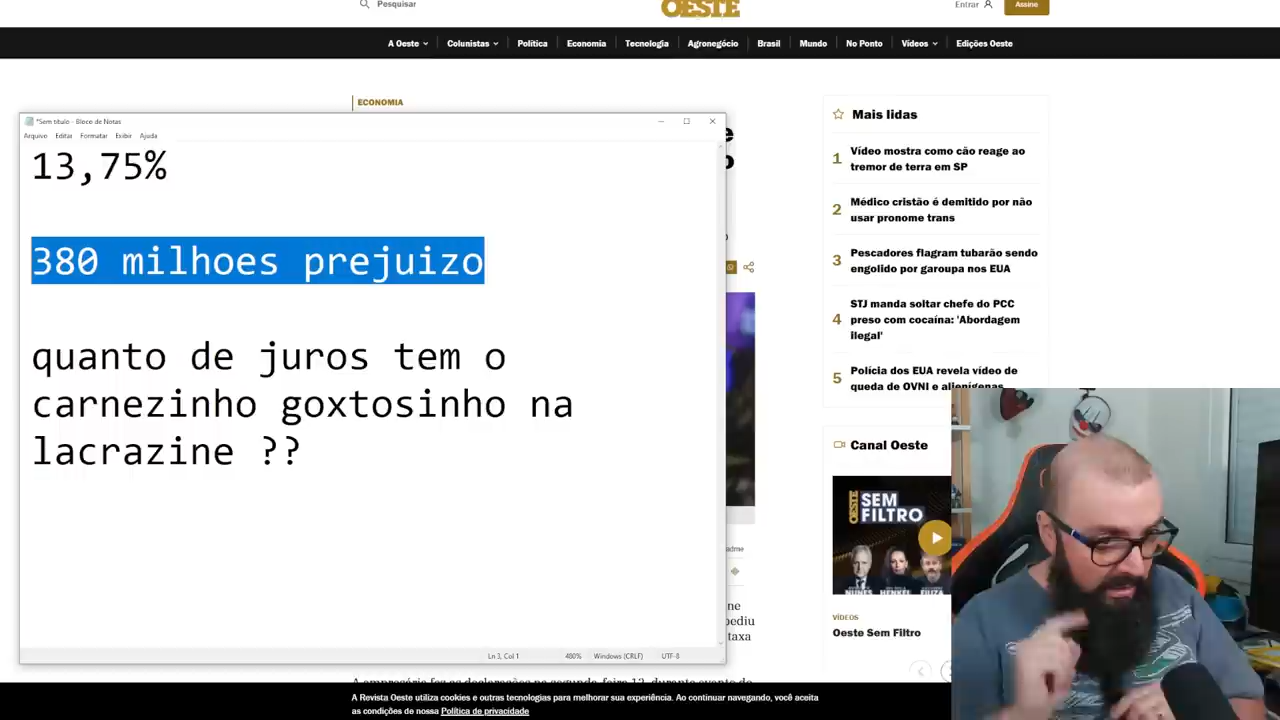 Pesquisar
OESTE
Entrar
Assine
A Oeste
Colunistas
Política
Economia
Tecnologia
Agronegócio
Brasil
Mundo
No Ponto
Vídeos
Edições Oeste
ECONOMIA
*Sem título - Bloco de Notas
Arquivo Editar Formatar Exibir Ajuda
13,75%
380 milhoes prejuizo
quanto de juros tem o
carnezinho goxtosinho na
lacrazine ??
Ln 3, Col 1
480%
Windows (CRLF)
UTF-8
ne
taxa
Mais lidas
1 Vídeo mostra como cão reage ao
tremor de terra em SP
2 Médico cristão é demitido por não
usar pronome trans
3 Pescadores flagram tubarão sendo
engolido por garoupa nos EUA
4 STJ manda soltar chefe do PCC
preso com cocaína: 'Abordagem
ilegal'
5 Polícia dos EUA revela vídeo de
queda de OVNI e alienígenas
Canal Oeste
OESTE
SEM
FILTRO
VÍDEOS
Oeste Sem Filtro
A Revista Oeste utiliza cookies e outras tecnologias para melhorar sua experiência. Ao continuar navegando, você aceita
as condições de nossa Política de privacidade